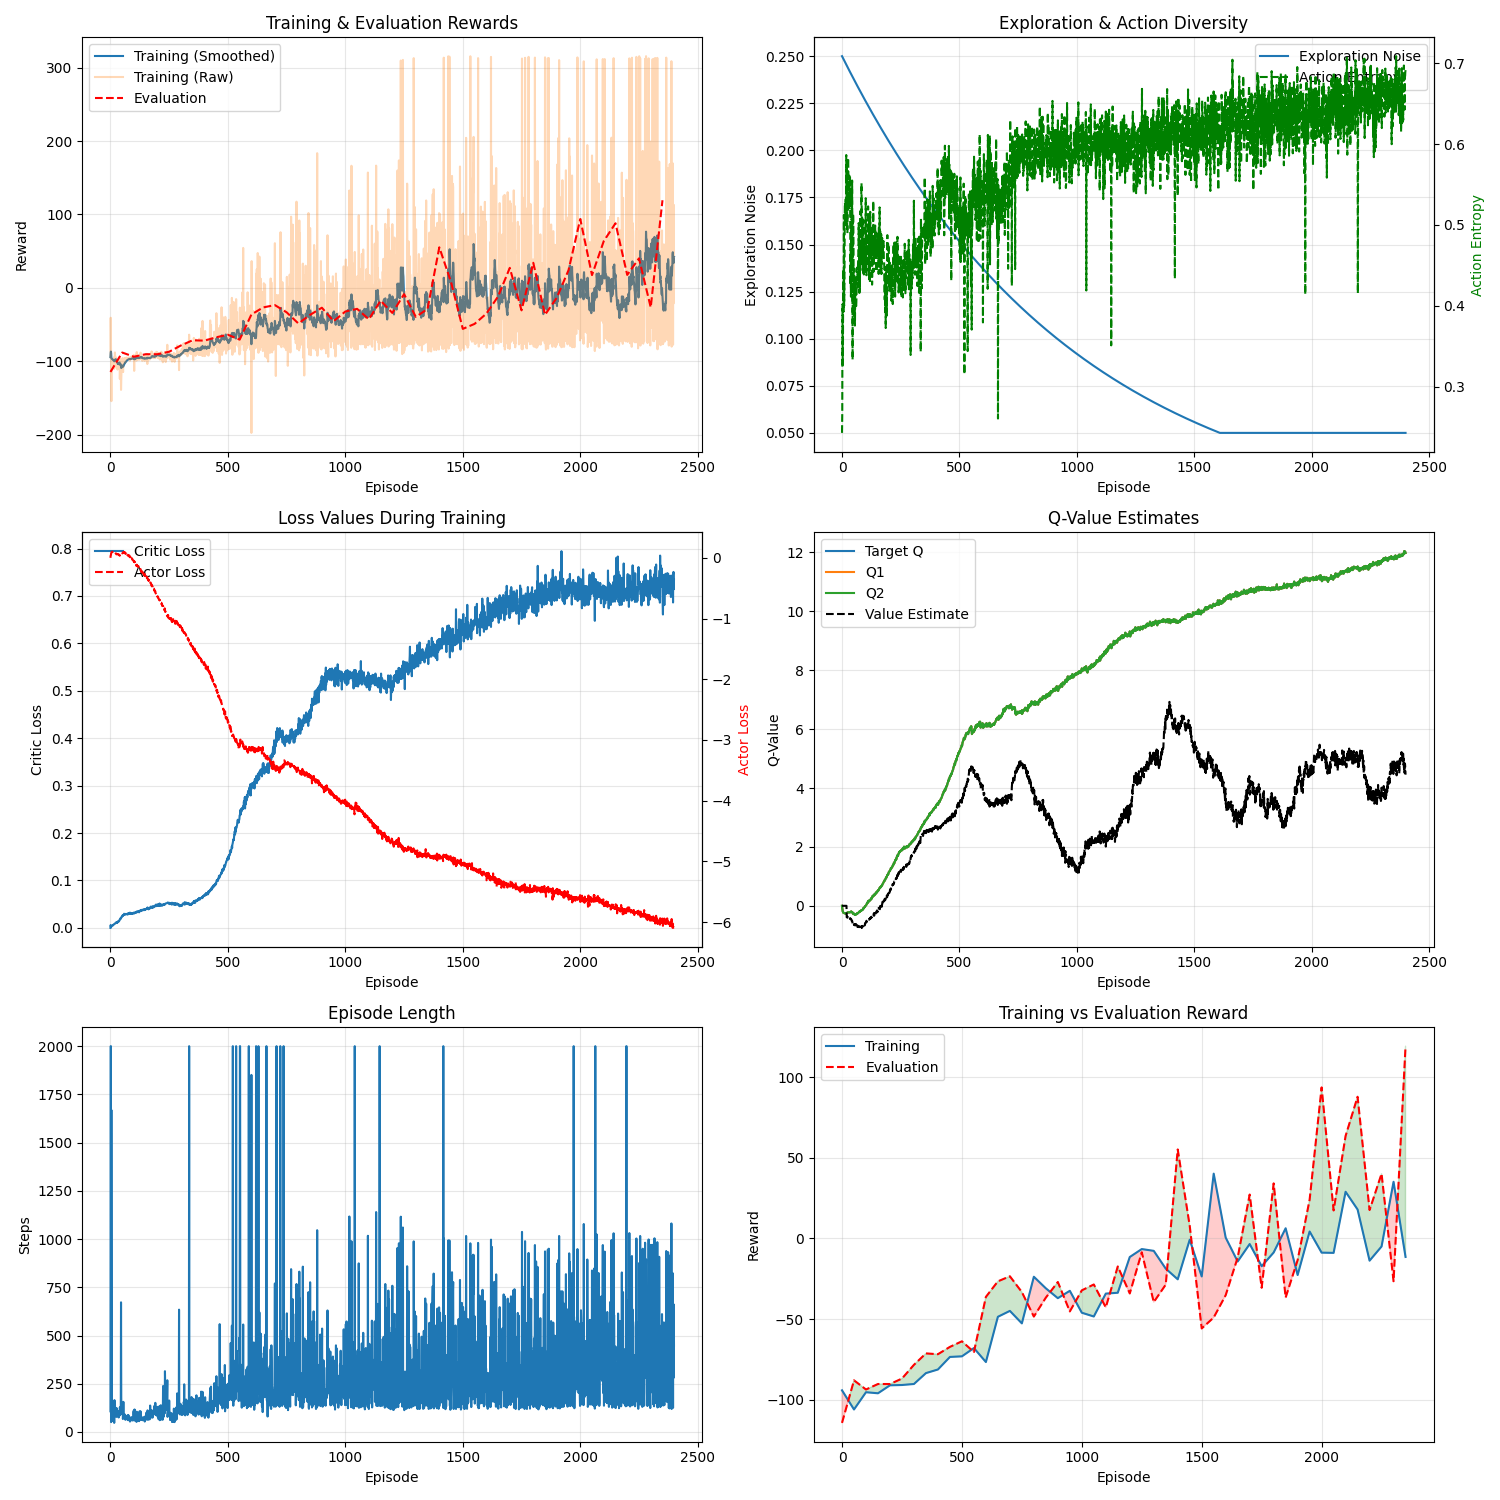 Training & Evaluation Rewards
Training (Smoothed)
Training (Raw)
Evaluation
300
200
100
0
−100
−200
Reward
0
500
1000
1500
2000
2500
Episode
Exploration & Action Diversity
Exploration Noise
Action Entropy
0.250
0.225
0.200
0.175
0.150
0.125
0.100
0.075
0.050
Exploration Noise
0.7
0.6
0.5
0.4
0.3
Action Entropy
0
500
1000
1500
2000
2500
Episode
Loss Values During Training
Critic Loss
Actor Loss
0.8
0.7
0.6
0.5
0.4
0.3
0.2
0.1
0.0
Critic Loss
0
−1
−2
−3
−4
−5
−6
Actor Loss
0
500
1000
1500
2000
2500
Episode
Q-Value Estimates
Target Q
Q1
Q2
Value Estimate
12
10
8
6
4
2
0
Q-Value
0
500
1000
1500
2000
2500
Episode
Episode Length
2000
1750
1500
1250
1000
750
500
250
0
Steps
0
500
1000
1500
2000
2500
Episode
Training vs Evaluation Reward
Training
Evaluation
100
50
0
−50
−100
Reward
0
500
1000
1500
2000
Episode